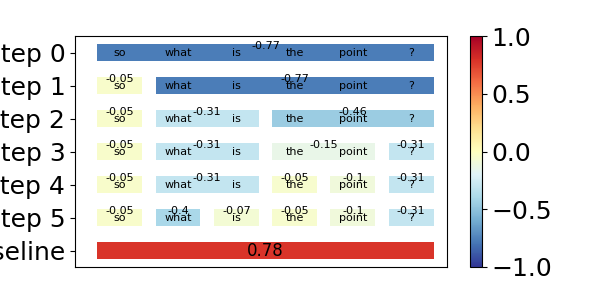 tep 0 -0.77 so what is the point ?
tep 1 -0.05 -0.77 so what is the point ?
tep 2 -0.05 -0.31 -0.46 so what is the point ?
tep 3 -0.05 -0.31 -0.15 -0.31 so what is the point ?
tep 4 -0.05 -0.31 -0.05 -0.1 -0.31 so what is the point ?
tep 5 -0.05 -0.4 -0.07 -0.05 -0.1 -0.31 so what is the point ?
seline 0.78
1.0
0.5
0.0
−0.5
−1.0